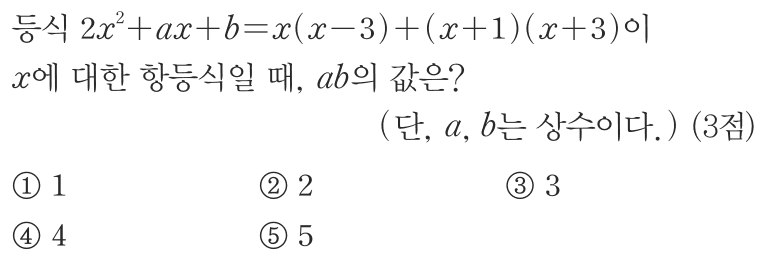 등식 2x²+ax+b=x(x-3)+(x+1)(x+3)이
x에 대한 항등식일 때, ab의 값은?
(단, a, b는 상수이다.) (3점)
① 1 ② 2 ③ 3
④ 4 ⑤ 5